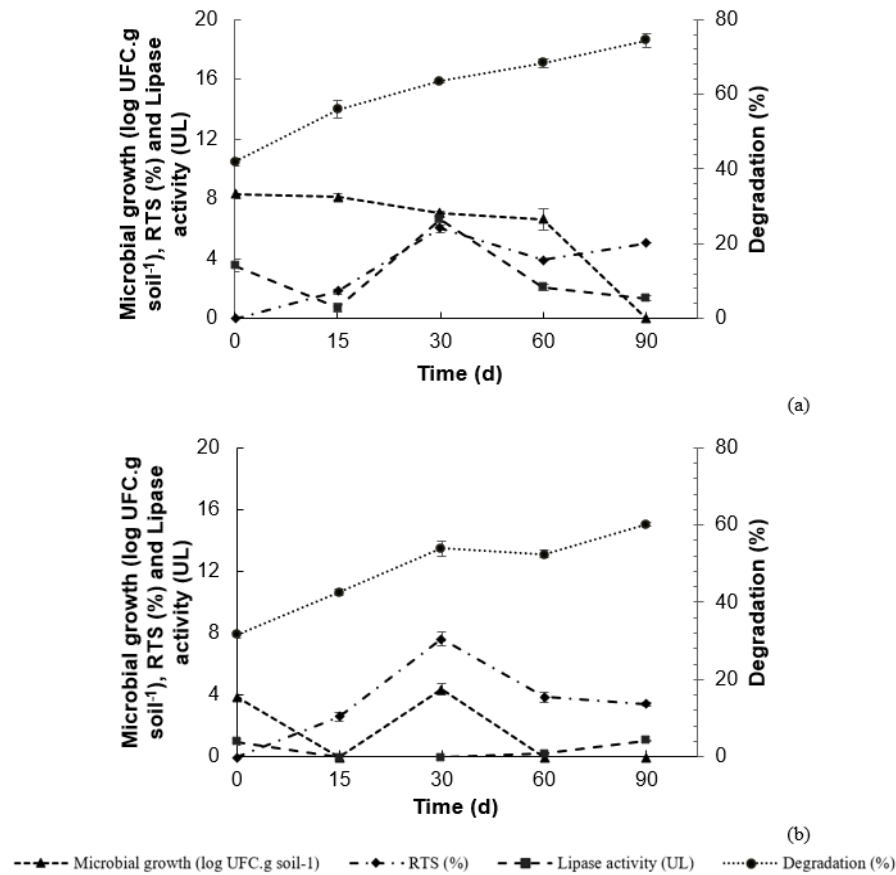 20
16
12
8
4
0
80
60
40
20
0
Microbial growth (log UFC.g
soil-1), RTS (%) and Lipase
activity (UL)
Degradation (%)
0 15 30 60 90
Time (d)
(a)
20
16
12
8
4
0
80
60
40
20
0
Microbial growth (log UFC.g
soil-1), RTS (%) and Lipase
activity (UL)
Degradation (%)
0 15 30 60 90
Time (d)
(b)
Microbial growth (log UFC.g soil-1) RTS (%) Lipase activity (UL) Degradation (%)